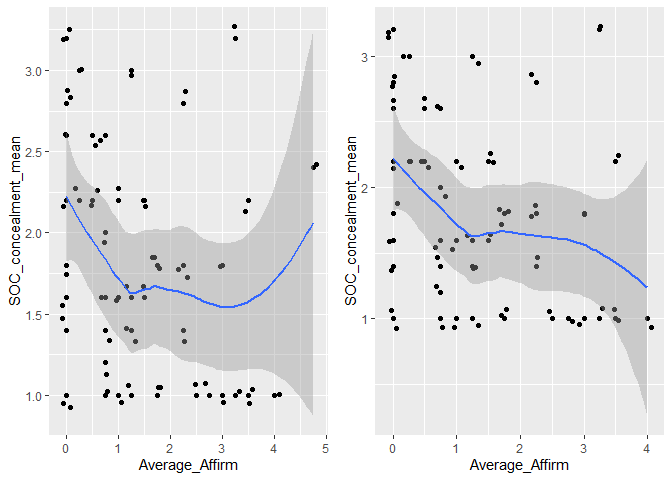 3.0
2.5
2.0
1.5
1.0
SOC_concealment_mean
0 1 2 3 4 5
Average_Affirm
3
2
1
SOC_concealment_mean
0 1 2 3 4
Average_Affirm